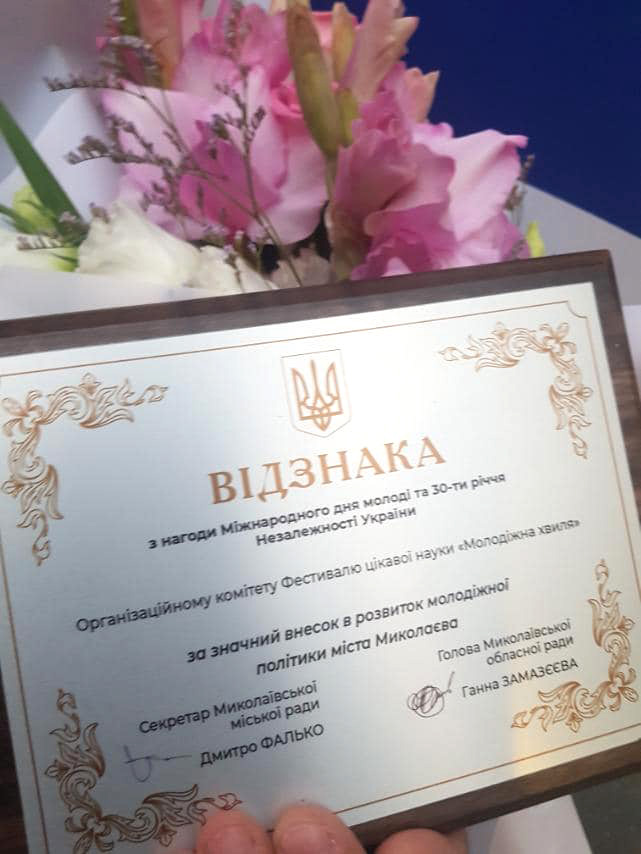 ВІДЗНАКА
з нагоди Міжнародного дня молоді та 30-ти річчя
Незалежності України
Організаційному комітету Фестивалю цікавої науки «Молодіжна хвиля»
за значний внесок в розвиток молодіжної
політики міста Миколаєва
Секретар Миколаївської
міської ради
Дмитро ФАЛЬКО
Голова Миколаївської
обласної ради
Ганна ЗАМАЗЄЄВА